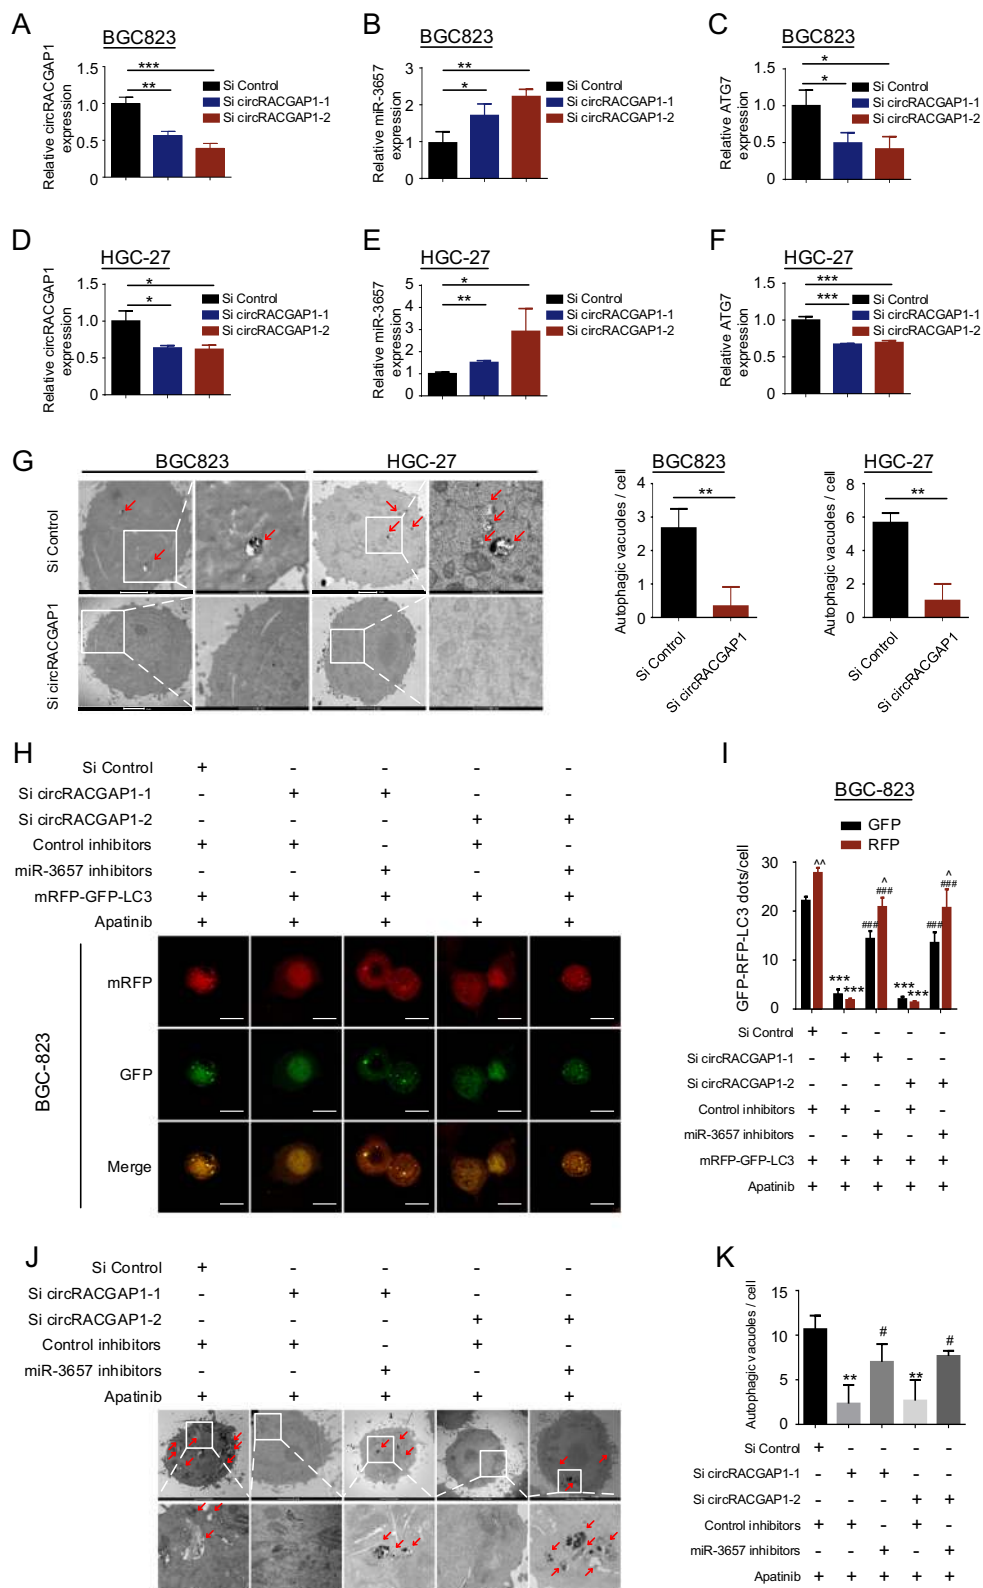 A
BGC823
Relative circRACGAP1
expression
1.5
1.0
0.5
0
***
**
Si Control
Si circRACGAP1-1
Si circRACGAP1-2
B
BGC823
Relative miR-3657
expression
3
2
1
0
**
*
Si Control
Si circRACGAP1-1
Si circRACGAP1-2
C
BGC823
Relative ATG7
expression
1.5
1.0
0.5
0
*
*
Si Control
Si circRACGAP1-1
Si circRACGAP1-2
D
HGC-27
Relative circRACGAP1
expression
1.5
1.0
0.5
0
*
*
Si Control
Si circRACGAP1-1
Si circRACGAP1-2
E
HGC-27
Relative miR-3657
expression
5
4
3
2
1
0
*
**
Si Control
Si circRACGAP1-1
Si circRACGAP1-2
F
HGC-27
Relative ATG7
expression
1.5
1.0
0.5
0
***
***
Si Control
Si circRACGAP1-1
Si circRACGAP1-2
G
BGC823 HGC-27
Si Control
Si circRACGAP1
BGC823
Autophagic vacuoles / cell
4
3
2
1
0
**
Si Control
Si circRACGAP1
HGC-27
Autophagic vacuoles / cell
8
6
4
2
0
**
Si Control
Si circRACGAP1
H
Si Control + - - - -
Si circRACGAP1-1 - + + - -
Si circRACGAP1-2 - - - + +
Control inhibitors + + - + -
miR-3657 inhibitors - - + - +
mRFP-GFP-LC3 + + + + +
Apatinib + + + + +
BGC-823
mRFP
GFP
Merge
I
BGC-823
GFP
RFP
GFP-RFP-LC3 dots/cell
30
20
10
0
^^
*** ***
### ^ ###
*** ***
### ^ ###
Si Control + - - - -
Si circRACGAP1-1 - + + - -
Si circRACGAP1-2 - - - + +
Control inhibitors + + - + -
miR-3657 inhibitors - - + - +
mRFP-GFP-LC3 + + + + +
Apatinib + + + + +
J
Si Control + - - - -
Si circRACGAP1-1 - + + - -
Si circRACGAP1-2 - - - + +
Control inhibitors + + - + -
miR-3657 inhibitors - - + - +
Apatinib + + + + +
K
Autophagic vacuoles / cell
15
10
5
0
** # ** #
Si Control + - - - -
Si circRACGAP1-1 - + + - -
Si circRACGAP1-2 - - - + +
Control inhibitors + + - + -
miR-3657 inhibitors - - + - +
Apatinib + + + + +